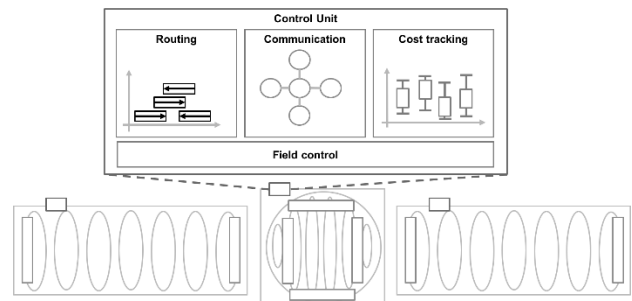 Control Unit
Routing
Communication
Cost tracking
Field control